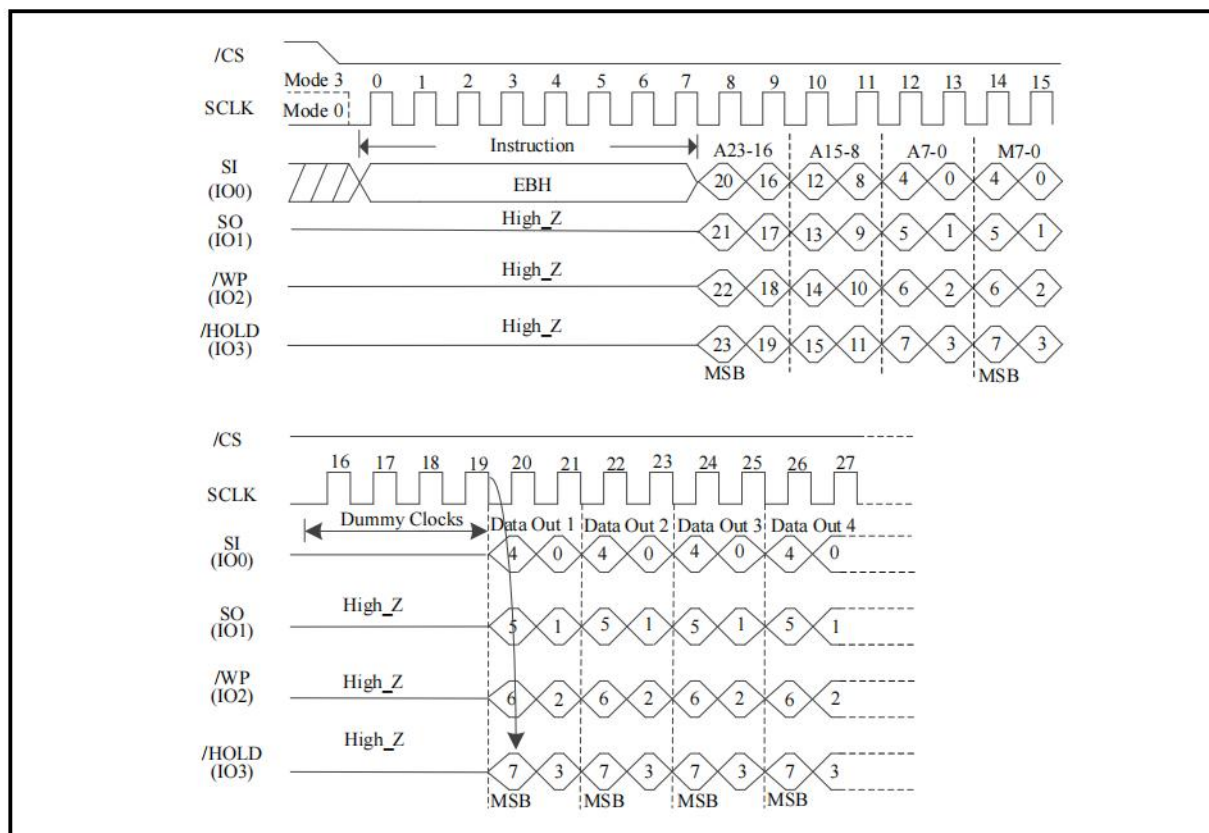 /CS
Mode 3 0 1 2 3 4 5 6 7 8 9 10 11 12 13 14 15
SCLK Mode 0
Instruction A23-16 A15-8 A7-0 M7-0
SI
(IO0) EBH 20 16 12 8 4 0 4 0
SO
(IO1) High_Z 21 17 13 9 5 1 5 1
/WP
(IO2) High_Z 22 18 14 10 6 2 6 2
/HOLD
(IO3) High_Z 23 19 15 11 7 3 7 3
MSB MSB
/CS
16 17 18 19 20 21 22 23 24 25 26 27
SCLK
Dummy Clocks Data Out 1 Data Out 2 Data Out 3 Data Out 4
SI
(IO0) 4 0 4 0 4 0 4 0
SO
(IO1) High_Z 5 1 5 1 5 1 5 1
/WP
(IO2) High_Z 6 2 6 2 6 2 6 2
/HOLD
(IO3) High_Z 7 3 7 3 7 3 7 3
MSB MSB MSB MSB